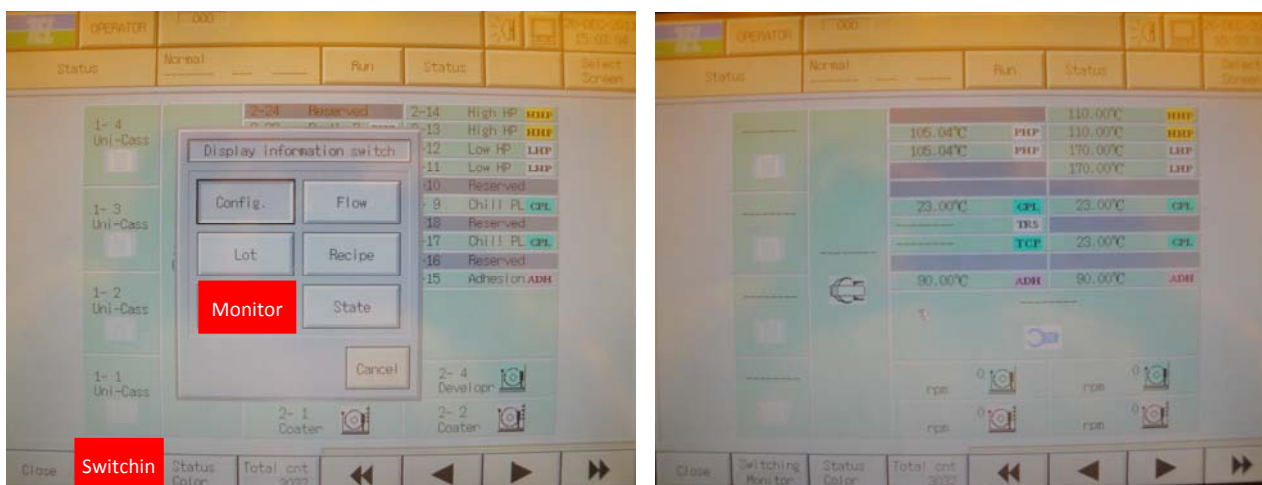 OPERATOR
000
Status
Normal
Run
Status
Select
Screen
1- 4
Uni-Cass
1- 3
Uni-Cass
1- 2
Uni-Cass
1- 1
Uni-Cass
2-24 Reserved
2-14 High HP HHP
-13 High HP HHP
-12 Low HP LHP
-11 Low HP LHP
-10 Reserved
- 9 Chill PL CPL
-18 Reserved
-17 Chill PL CPL
-16 Reserved
-15 Adhesion ADH
Display information switch
Config.
Flow
Lot
Recipe
Monitor
State
Cancel
2- 4
Developr
2- 1
Coater
2- 2
Coater
Close
Switchin
Status
Color
Total cnt
3032
OPERATOR
000
Status
Normal
Run
Status
Select
Screen
110.00℃ HHP
105.04℃ PHP 110.00℃ HHP
105.04℃ PHP 170.00℃ LHP
170.00℃ LHP
23.00℃ CPL 23.00℃ CPL
TRS
TCP 23.00℃ CPL
90.00℃ ADH 90.00℃ ADH
0 rpm
0 rpm
0 rpm
0 rpm
Close
Switching
Monitor
Status
Color
Total cnt
3032